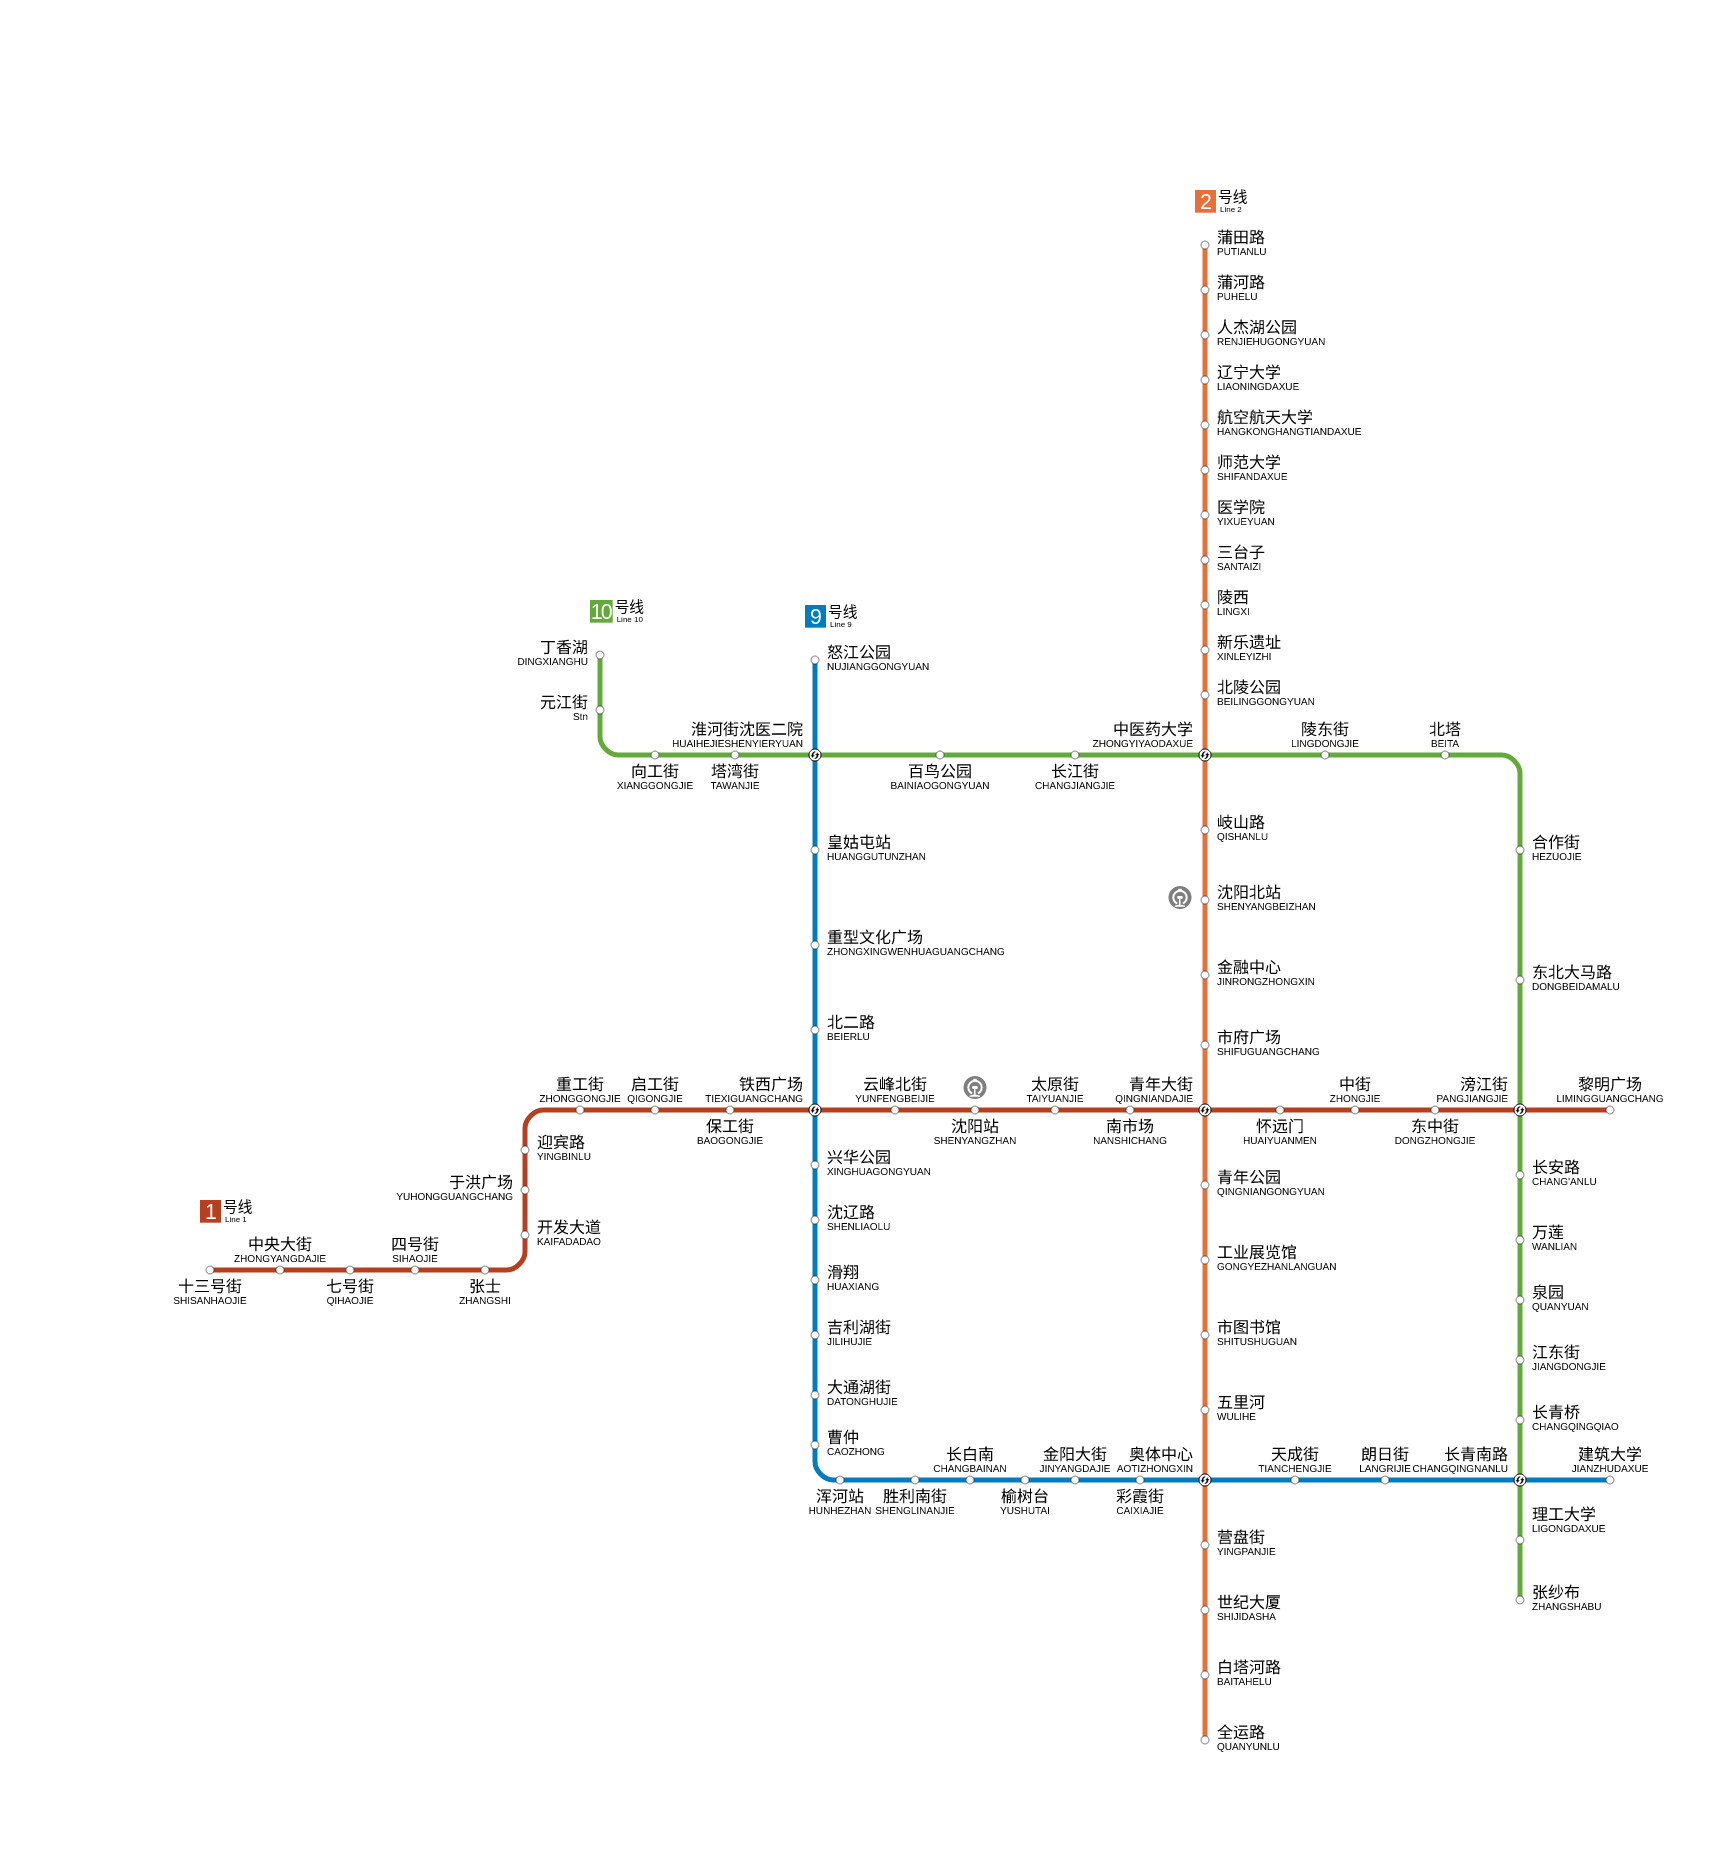 2 号线
Line 2
蒲田路
PUTIANLU
蒲河路
PUHELU
人杰湖公园
RENJIEHUGONGYUAN
辽宁大学
LIAONINGDAXUE
航空航天大学
HANGKONGHANGTIANDAXUE
师范大学
SHIFANDAXUE
医学院
YIXUEYUAN
三台子
SANTAIZI
陵西
LINGXI
新乐遗址
XINLEYIZHI
北陵公园
BEILINGGONGYUAN
10 号线
Line 10
9 号线
Line 9
丁香湖
DINGXIANGHU
怒江公园
NUJIANGGONGYUAN
元江街
Stn
淮河街沈医二院
HUAIHEJIESHENYIERYUAN
中医药大学
ZHONGYIYAODAXUE
陵东街
LINGDONGJIE
北塔
BEITA
向工街
XIANGGONGJIE
塔湾街
TAWANJIE
百鸟公园
BAINIAOGONGYUAN
长江街
CHANGJIANGJIE
岐山路
QISHANLU
皇姑屯站
HUANGGUTUNZHAN
合作街
HEZUOJIE
沈阳北站
SHENYANGBEIZHAN
重型文化广场
ZHONGXINGWENHUAGUANGCHANG
金融中心
JINRONGZHONGXIN
东北大马路
DONGBEIDAMALU
北二路
BEIERLU
市府广场
SHIFUGUANGCHANG
重工街
ZHONGGONGJIE
启工街
QIGONGJIE
铁西广场
TIEXIGUANGCHANG
云峰北街
YUNFENGBEIJIE
太原街
TAIYUANJIE
青年大街
QINGNIANDAJIE
中街
ZHONGJIE
滂江街
PANGJIANGJIE
黎明广场
LIMINGGUANGCHANG
保工街
BAOGONGJIE
沈阳站
SHENYANGZHAN
南市场
NANSHICHANG
怀远门
HUAIYUANMEN
东中街
DONGZHONGJIE
迎宾路
YINGBINLU
于洪广场
YUHONGGUANGCHANG
开发大道
KAIFADADAO
1 号线
Line 1
中央大街
ZHONGYANGDAJIE
四号街
SIHAOJIE
十三号街
SHISANHAOJIE
七号街
QIHAOJIE
张士
ZHANGSHI
兴华公园
XINGHUAGONGYUAN
沈辽路
SHENLIAOLU
滑翔
HUAXIANG
吉利湖街
JILIHUJIE
大通湖街
DATONGHUJIE
曹仲
CAOZHONG
青年公园
QINGNIANGONGYUAN
工业展览馆
GONGYEZHANLANGUAN
市图书馆
SHITUSHUGUAN
五里河
WULIHE
长安路
CHANG'ANLU
万莲
WANLIAN
泉园
QUANYUAN
江东街
JIANGDONGJIE
长青桥
CHANGQINGQIAO
长白南
CHANGBAINAN
金阳大街
JINYANGDAJIE
奥体中心
AOTIZHONGXIN
天成街
TIANCHENGJIE
朗日街
LANGRIJIE
长青南路
CHANGQINGNANLU
建筑大学
JIANZHUDAXUE
浑河站
HUNHEZHAN
胜利南街
SHENGLINANJIE
榆树台
YUSHUTAI
彩霞街
CAIXIAJIE
理工大学
LIGONGDAXUE
营盘街
YINGPANJIE
张纱布
ZHANGSHABU
世纪大厦
SHIJIDASHA
白塔河路
BAITAHELU
全运路
QUANYUNLU